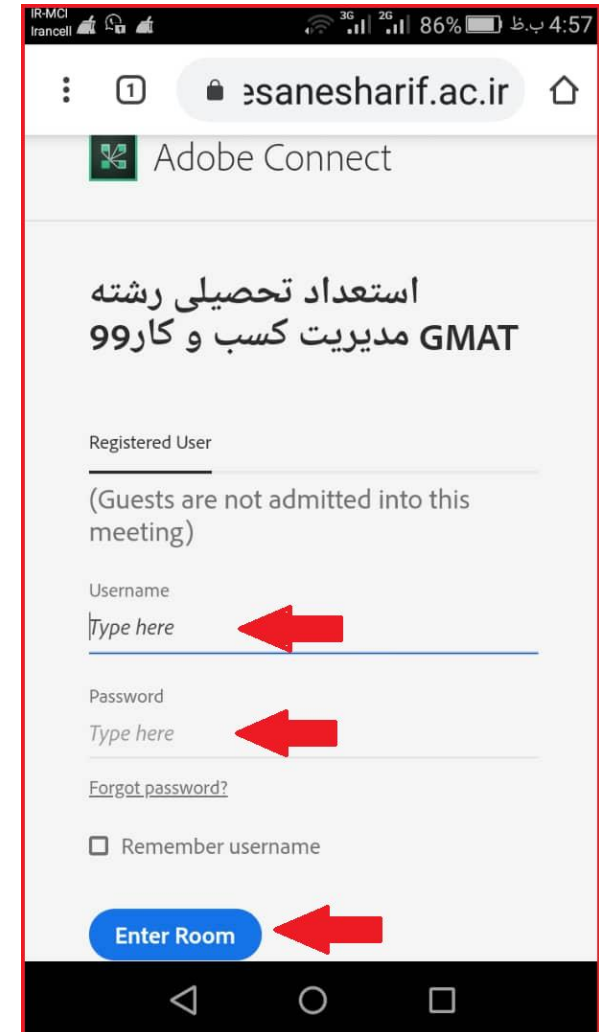 IR-MCI
Irancell
3G 2G 86% 4:57 ب.ظ
1 esanesharif.ac.ir
Adobe Connect
استعداد تحصیلی رشته
GMAT مدیریت کسب و کار99
Registered User
(Guests are not admitted into this
meeting)
Username
Type here
Password
Type here
Forgot password?
Remember username
Enter Room